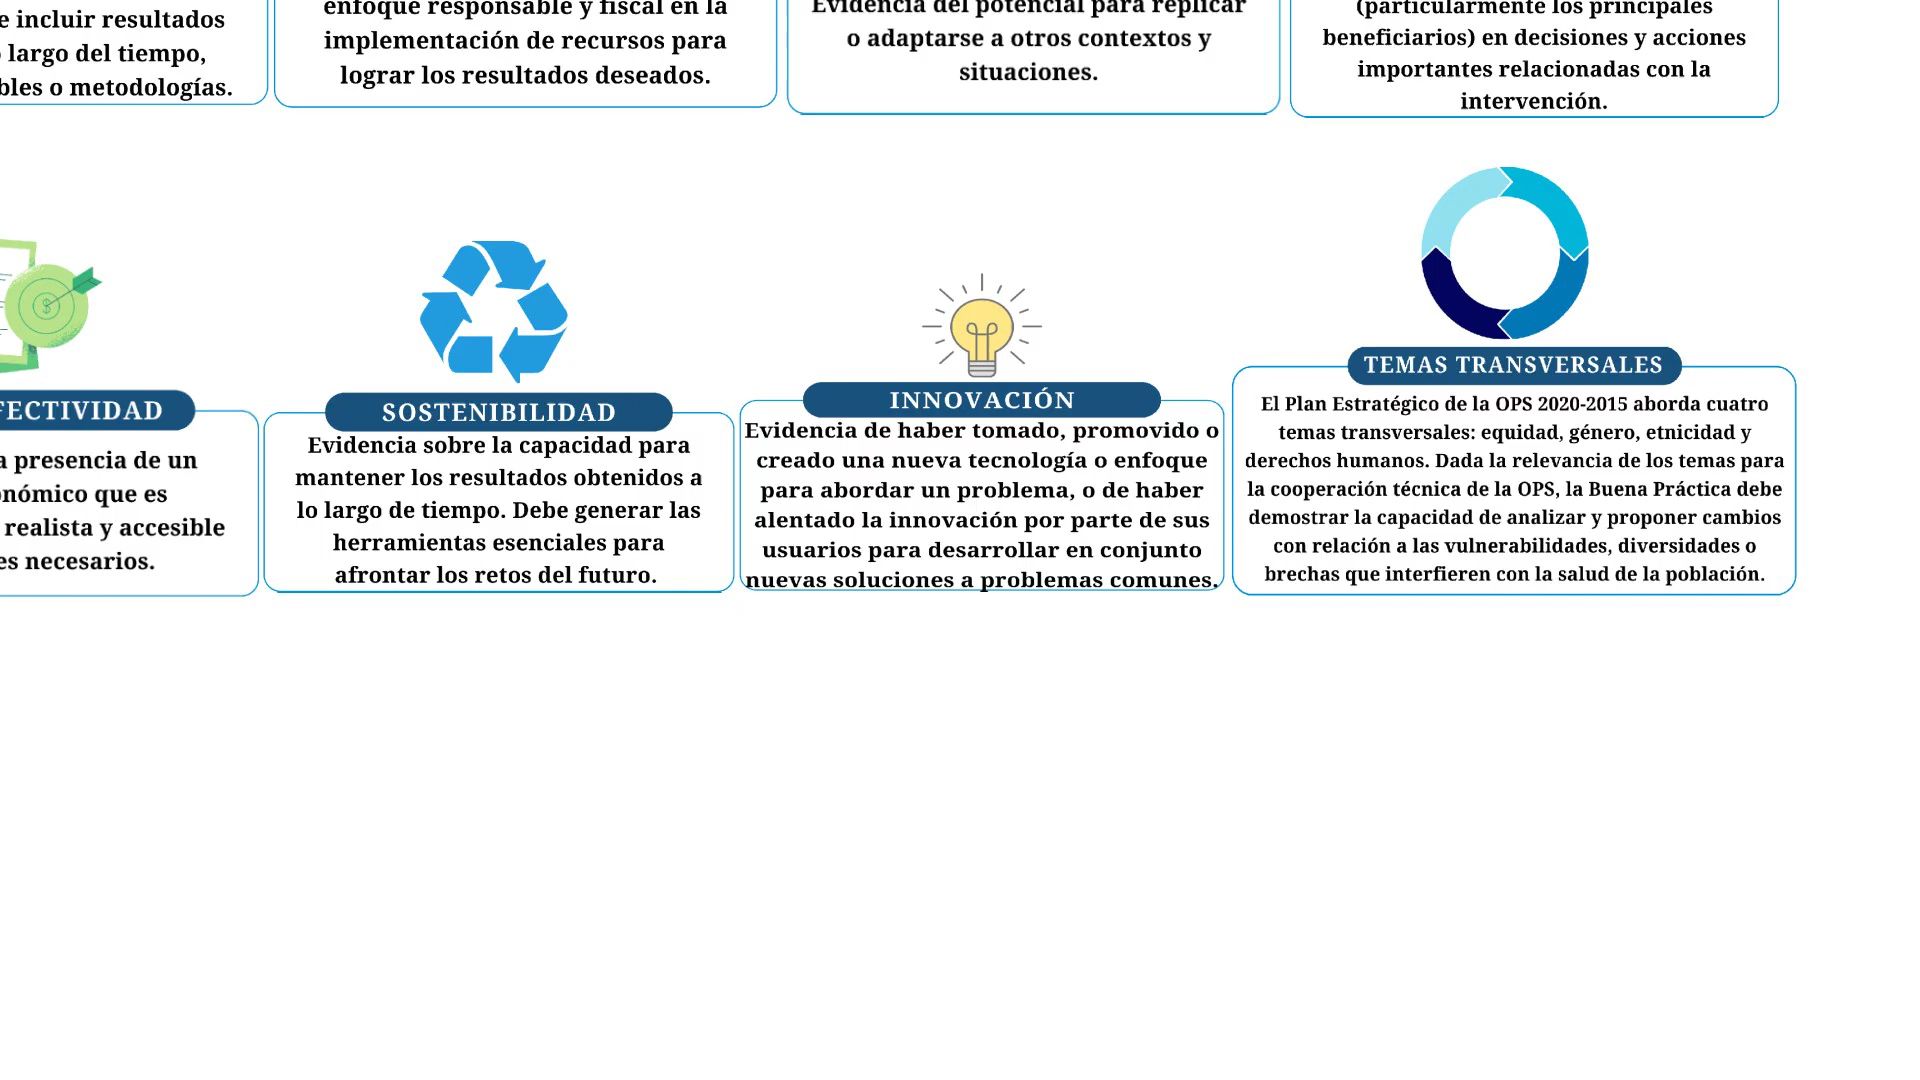 e incluir resultados
largo del tiempo,
bles o metodologías.
enfoque responsable y fiscal en la
implementación de recursos para
lograr los resultados deseados.
Evidencia del potencial para replicar
o adaptarse a otros contextos y
situaciones.
(particularmente los principales
beneficiarios) en decisiones y acciones
importantes relacionadas con la
intervención.
FECTIVIDAD
a presencia de un
onómico que es
realista y accesible
es necesarios.
SOSTENIBILIDAD
Evidencia sobre la capacidad para
mantener los resultados obtenidos a
lo largo de tiempo. Debe generar las
herramientas esenciales para
afrontar los retos del futuro.
INNOVACIÓN
Evidencia de haber tomado, promovido o
creado una nueva tecnología o enfoque
para abordar un problema, o de haber
alentado la innovación por parte de sus
usuarios para desarrollar en conjunto
nuevas soluciones a problemas comunes.
TEMAS TRANSVERSALES
El Plan Estratégico de la OPS 2020-2015 aborda cuatro
temas transversales: equidad, género, etnicidad y
derechos humanos. Dada la relevancia de los temas para
la cooperación técnica de la OPS, la Buena Práctica debe
demostrar la capacidad de analizar y proponer cambios
con relación a las vulnerabilidades, diversidades o
brechas que interfieren con la salud de la población.